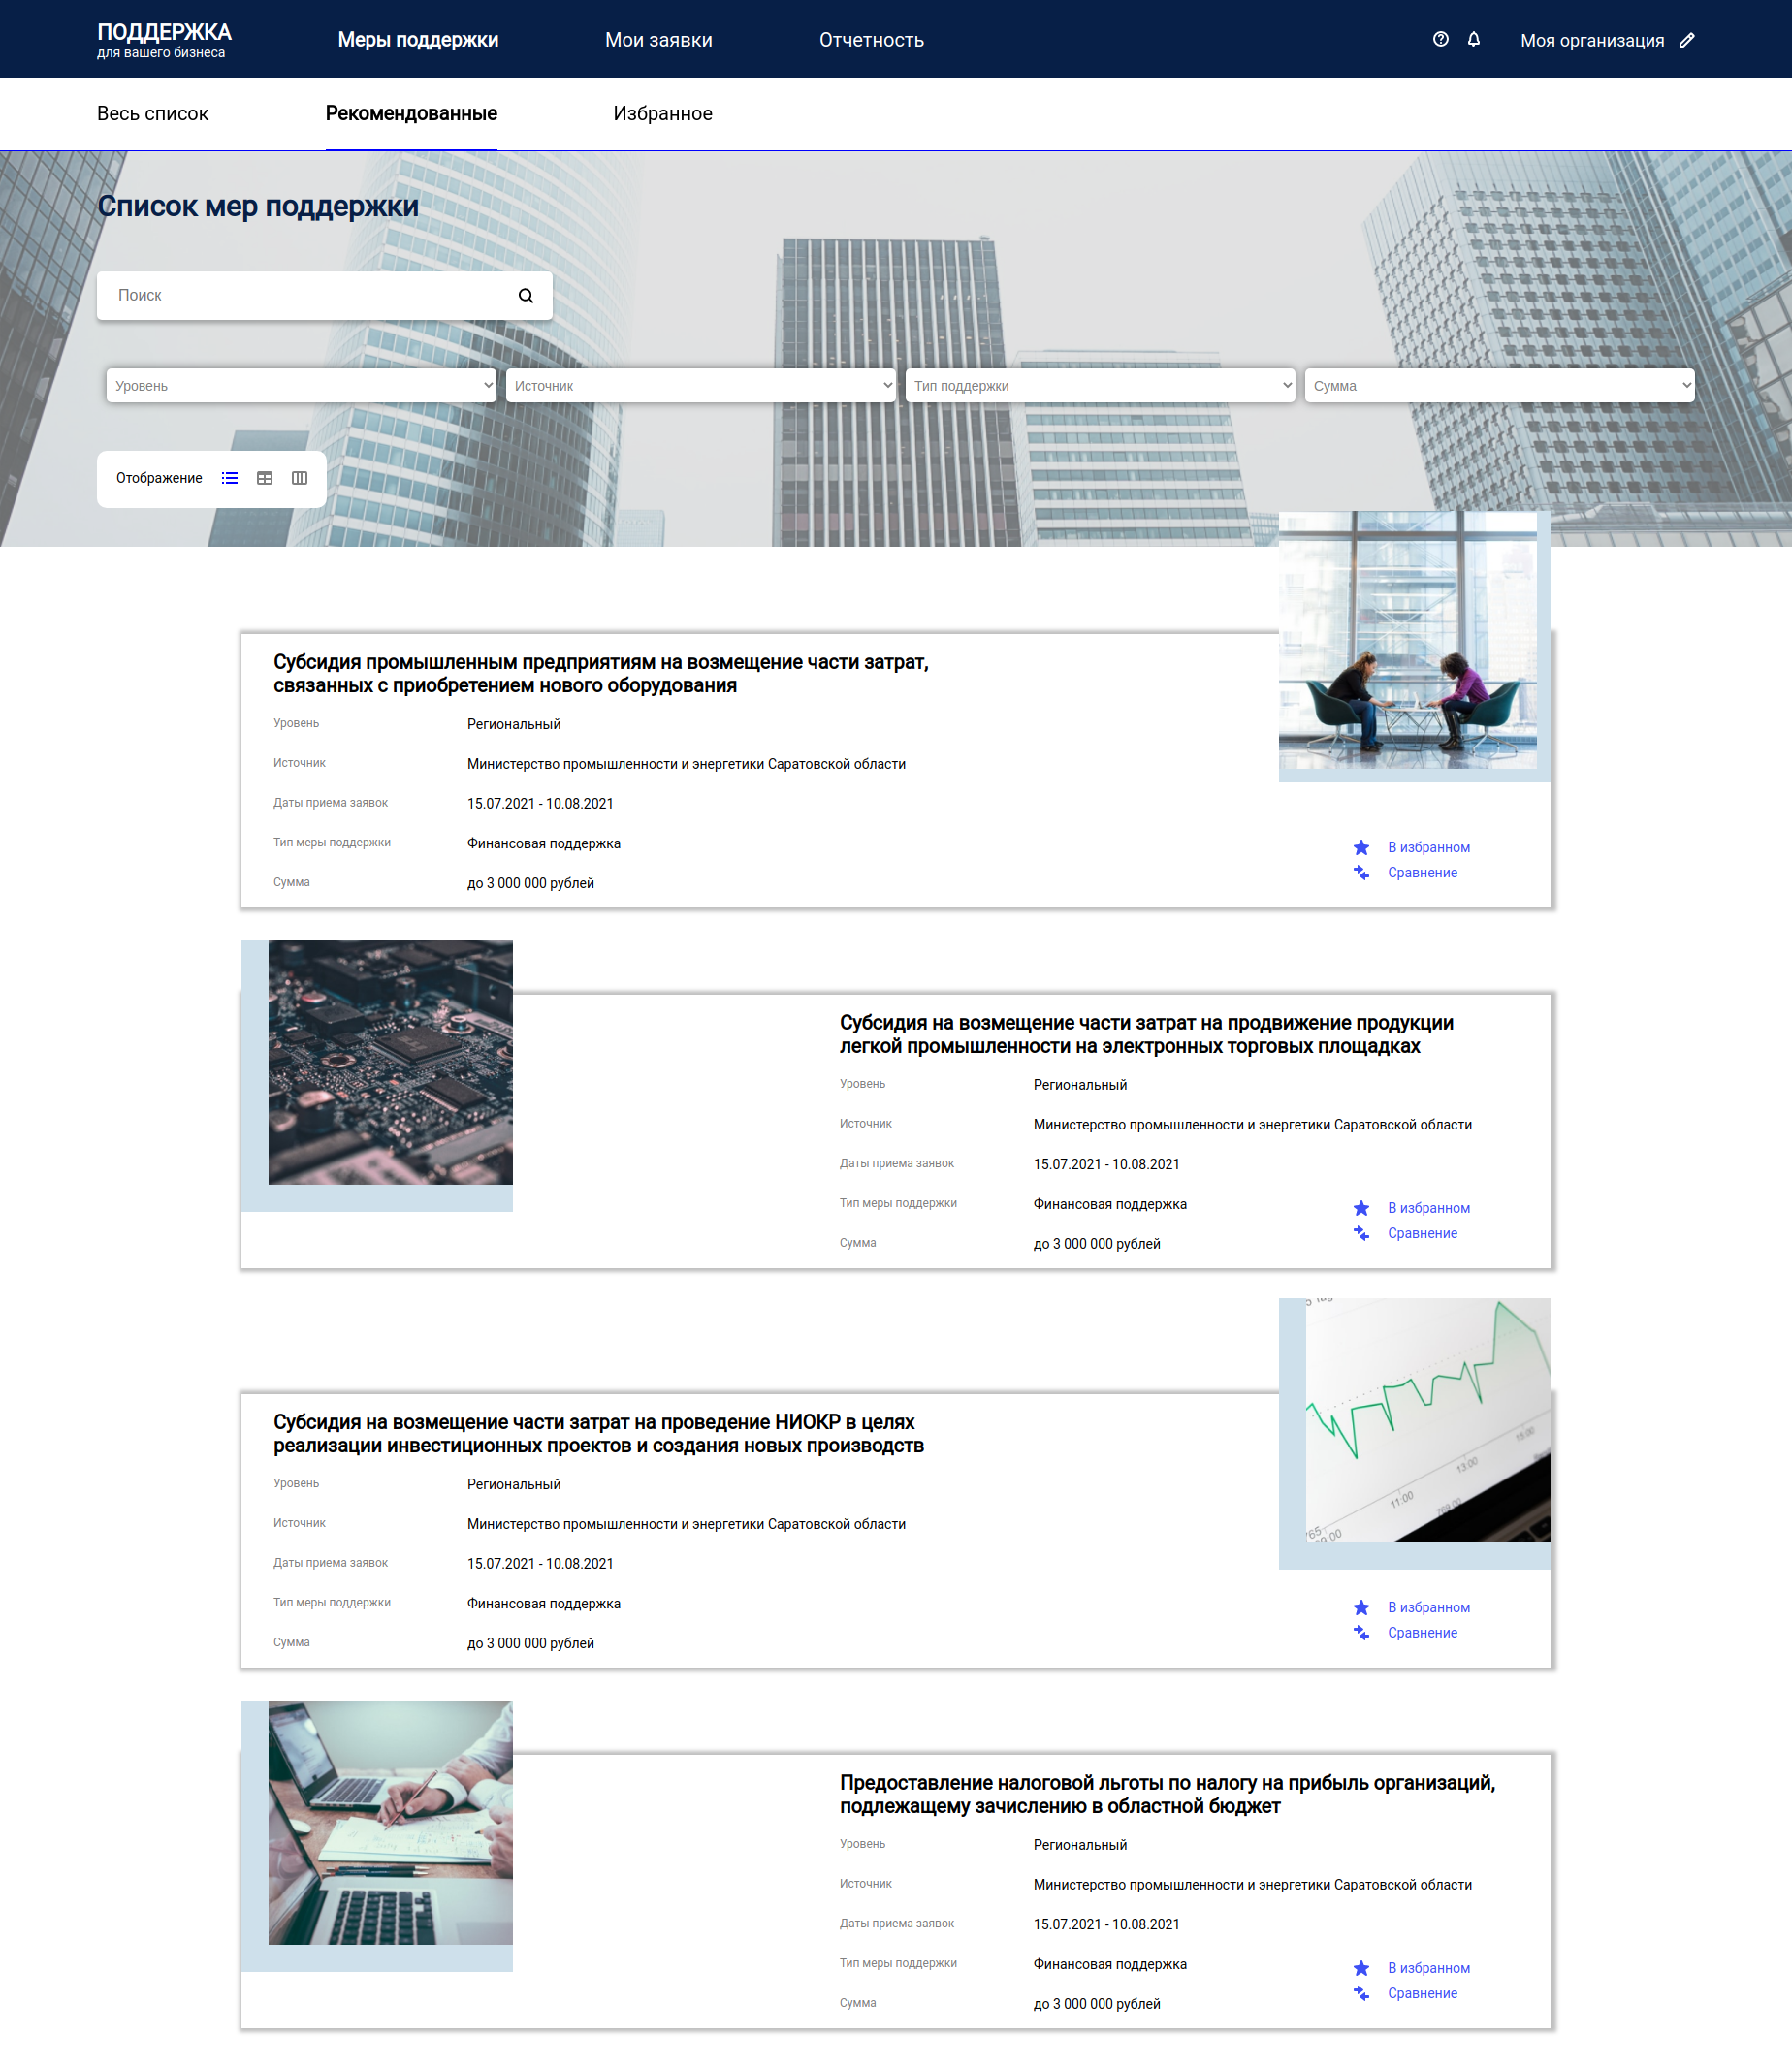 ПОДДЕРЖКА
для вашего бизнеса
Меры поддержки
Мои заявки
Отчетность
Моя организация
Весь список
Рекомендованные
Избранное
Список мер поддержки
Поиск
Уровень
Источник
Тип поддержки
Сумма
Отображение
Субсидия промышленным предприятиям на возмещение части затрат,
связанных с приобретением нового оборудования
Уровень
Региональный
Источник
Министерство промышленности и энергетики Саратовской области
Даты приема заявок
15.07.2021 - 10.08.2021
Тип меры поддержки
Финансовая поддержка
Сумма
до 3 000 000 рублей
В избранном
Сравнение
Субсидия на возмещение части затрат на продвижение продукции
легкой промышленности на электронных торговых площадках
Уровень
Региональный
Источник
Министерство промышленности и энергетики Саратовской области
Даты приема заявок
15.07.2021 - 10.08.2021
Тип меры поддержки
Финансовая поддержка
Сумма
до 3 000 000 рублей
В избранном
Сравнение
15:00
13:00
11:00
09:00
Субсидия на возмещение части затрат на проведение НИОКР в целях
реализации инвестиционных проектов и создания новых производств
Уровень
Региональный
Источник
Министерство промышленности и энергетики Саратовской области
Даты приема заявок
15.07.2021 - 10.08.2021
Тип меры поддержки
Финансовая поддержка
Сумма
до 3 000 000 рублей
В избранном
Сравнение
Предоставление налоговой льготы по налогу на прибыль организаций,
подлежащему зачислению в областной бюджет
Уровень
Региональный
Источник
Министерство промышленности и энергетики Саратовской области
Даты приема заявок
15.07.2021 - 10.08.2021
Тип меры поддержки
Финансовая поддержка
Сумма
до 3 000 000 рублей
В избранном
Сравнение